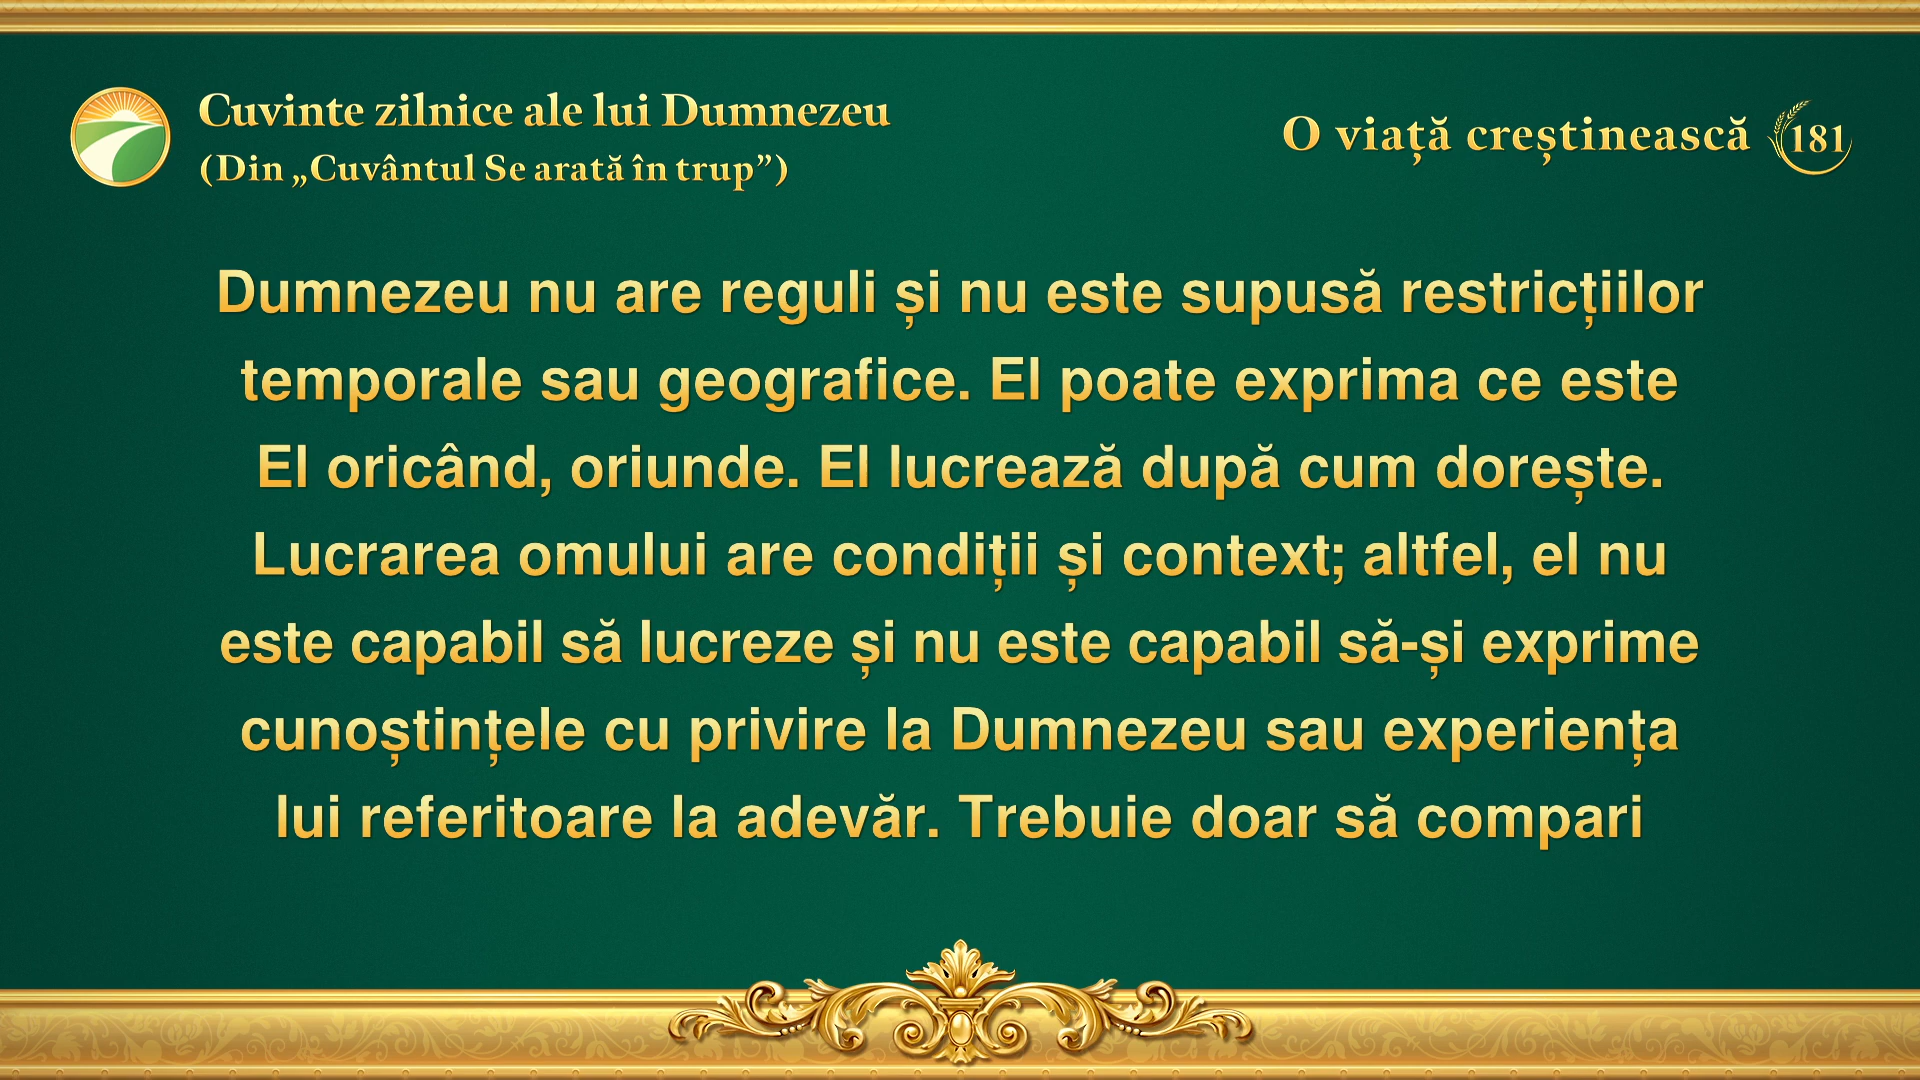 Cuvinte zilnice ale lui Dumnezeu
(Din „Cuvântul Se arată în trup”)
O viață creștinească 181
Dumnezeu nu are reguli și nu este supusă restricțiilor
temporale sau geografice. El poate exprima ce este
El oricând, oriunde. El lucrează după cum dorește.
Lucrarea omului are condiții și context; altfel, el nu
este capabil să lucreze și nu este capabil să-și exprime
cunoștințele cu privire la Dumnezeu sau experiența
lui referitoare la adevăr. Trebuie doar să compari